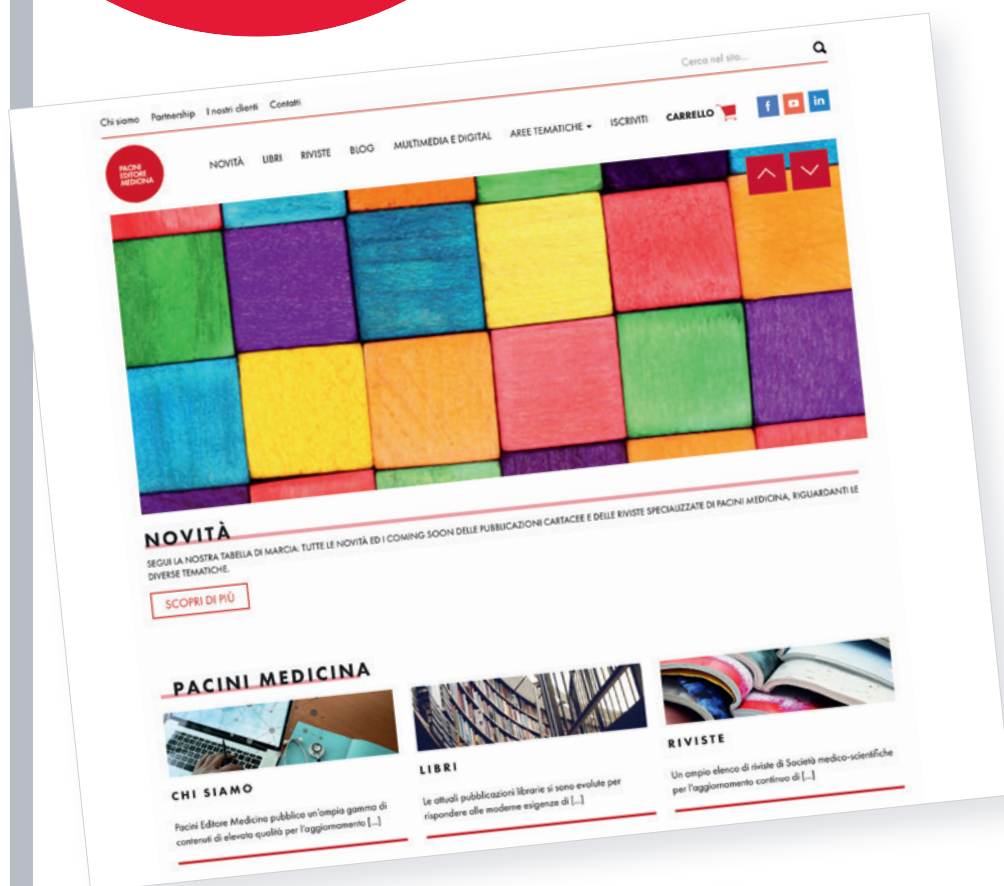 Cerca nel sito...
Chi siamo Partnership I nostri clienti Contatti
PACINI
EDITORE
MEDICINA
NOVITÀ LIBRI RIVISTE BLOG MULTIMEDIA E DIGITAL AREE TEMATICHE ISCRIVITI CARRELLO
f in
NOVITÀ
SEGUI LA NOSTRA TABELLA DI MARCIA: TUTTE LE NOVITÀ ED I COMING SOON DELLE PUBBLICAZIONI CARTACEE E DELLE RIVISTE SPECIALIZZATE DI PACINI MEDICINA, RIGUARDANTI LE
DIVERSE TEMATICHE.
SCOPRI DI PIÙ
PACINI MEDICINA
CHI SIAMO
Pacini Editore Medicina pubblica un'ampia gamma di
contenuti di elevata qualità per l'aggiornamento [...]
LIBRI
Le attuali pubblicazioni librarie si sono evolute per
rispondere alle moderne esigenze di [...]
RIVISTE
Un ampio elenco di riviste di Società medico-scientifiche
per l'aggiornamento continuo di [...]